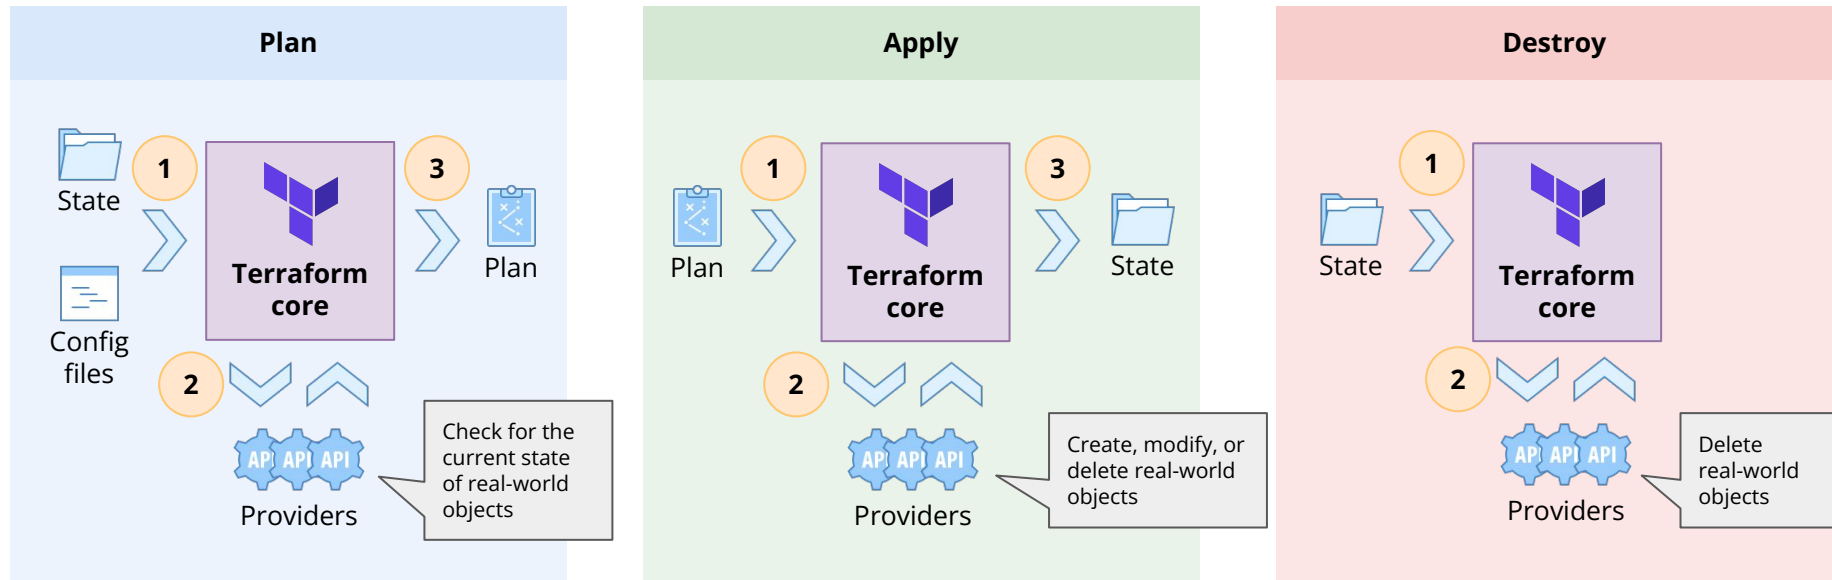 Plan
State
Config
files
1
Terraform
core
3
Plan
2
API
API
API
Providers
Check for the
current state
of real-world
objects
Apply
Plan
1
Terraform
core
3
State
2
API
API
API
Providers
Create, modify, or
delete real-world
objects
Destroy
State
1
Terraform
core
2
API
API
API
Providers
Delete
real-world
objects